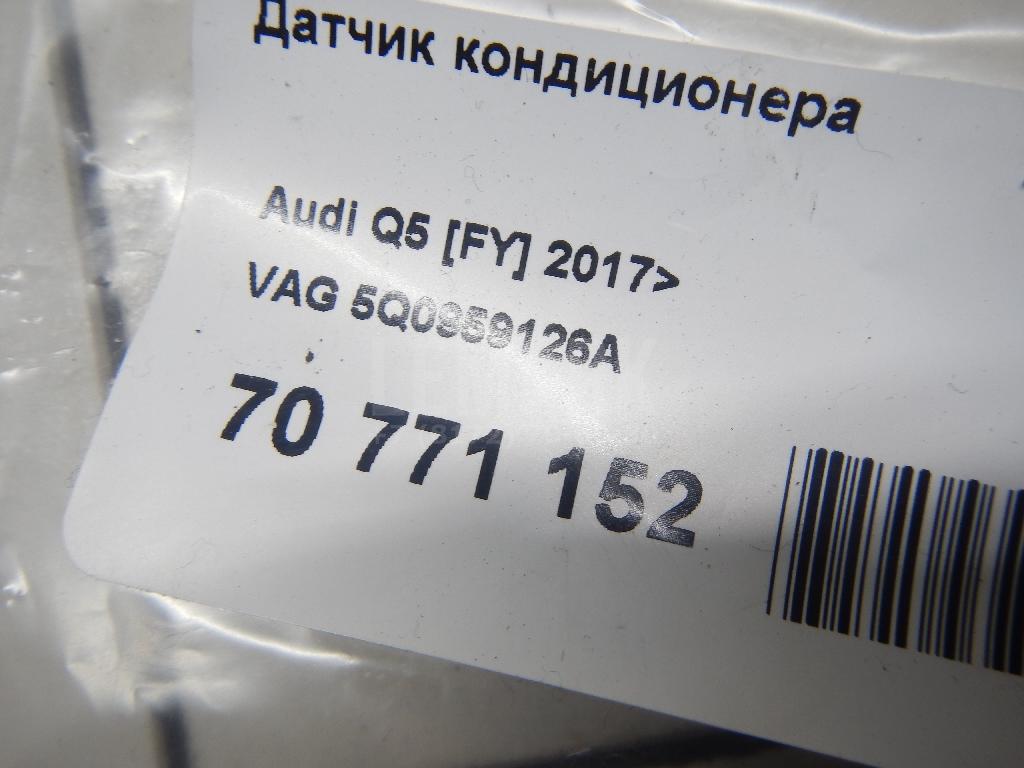 Датчик кондиционера
Audi Q5 [FY] 2017>
VAG 5Q0959126A
70 771 152